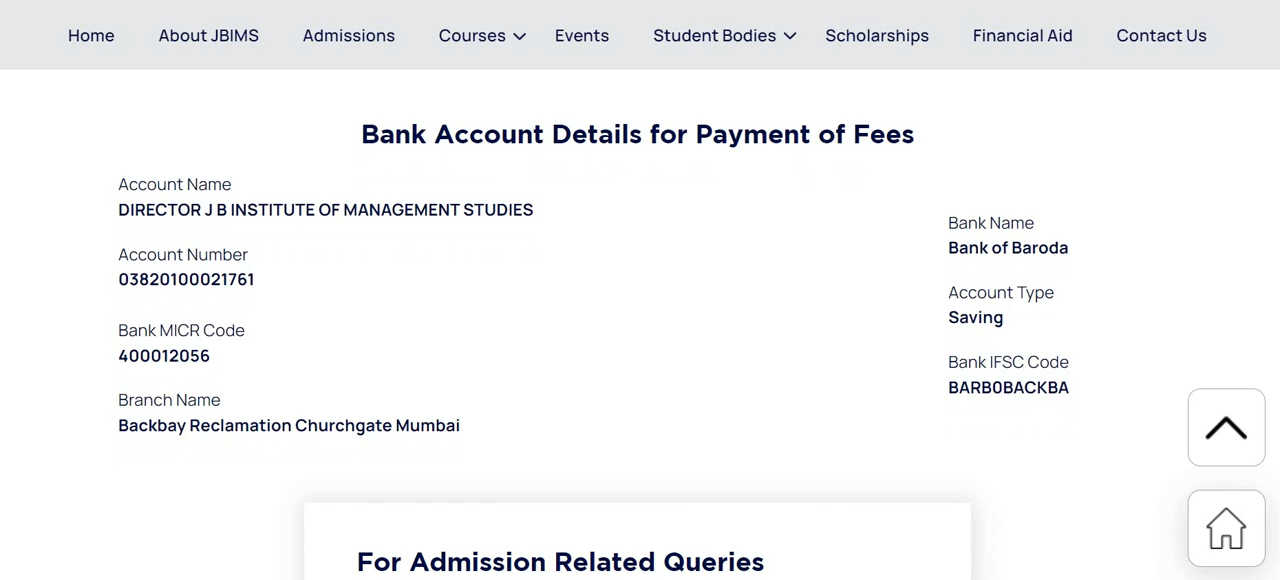 Home About JBIMS Admissions Courses Events Student Bodies Scholarships Financial Aid Contact Us
Bank Account Details for Payment of Fees
Account Name
DIRECTOR J B INSTITUTE OF MANAGEMENT STUDIES
Account Number
03820100021761
Bank MICR Code
400012056
Branch Name
Backbay Reclamation Churchgate Mumbai
Bank Name
Bank of Baroda
Account Type
Saving
Bank IFSC Code
BARB0BACKBA
For Admission Related Queries